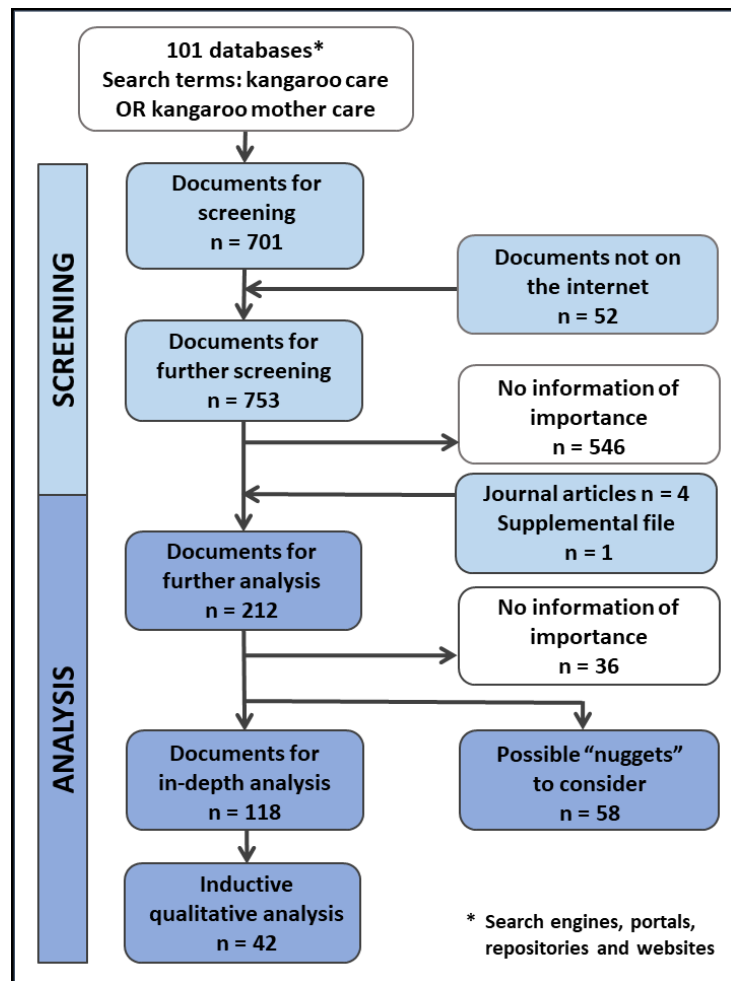 101 databases*
Search terms: kangaroo care
OR kangaroo mother care
SCREENING
Documents for
screening
n = 701
Documents not on
the internet
n = 52
Documents for
further screening
n = 753
No information of
importance
n = 546
Journal articles n = 4
Supplemental file
n = 1
ANALYSIS
Documents for
further analysis
n = 212
No information of
importance
n = 36
Documents for
in-depth analysis
n = 118
Possible “nuggets”
to consider
n = 58
Inductive
qualitative analysis
n = 42
* Search engines, portals,
repositories and websites